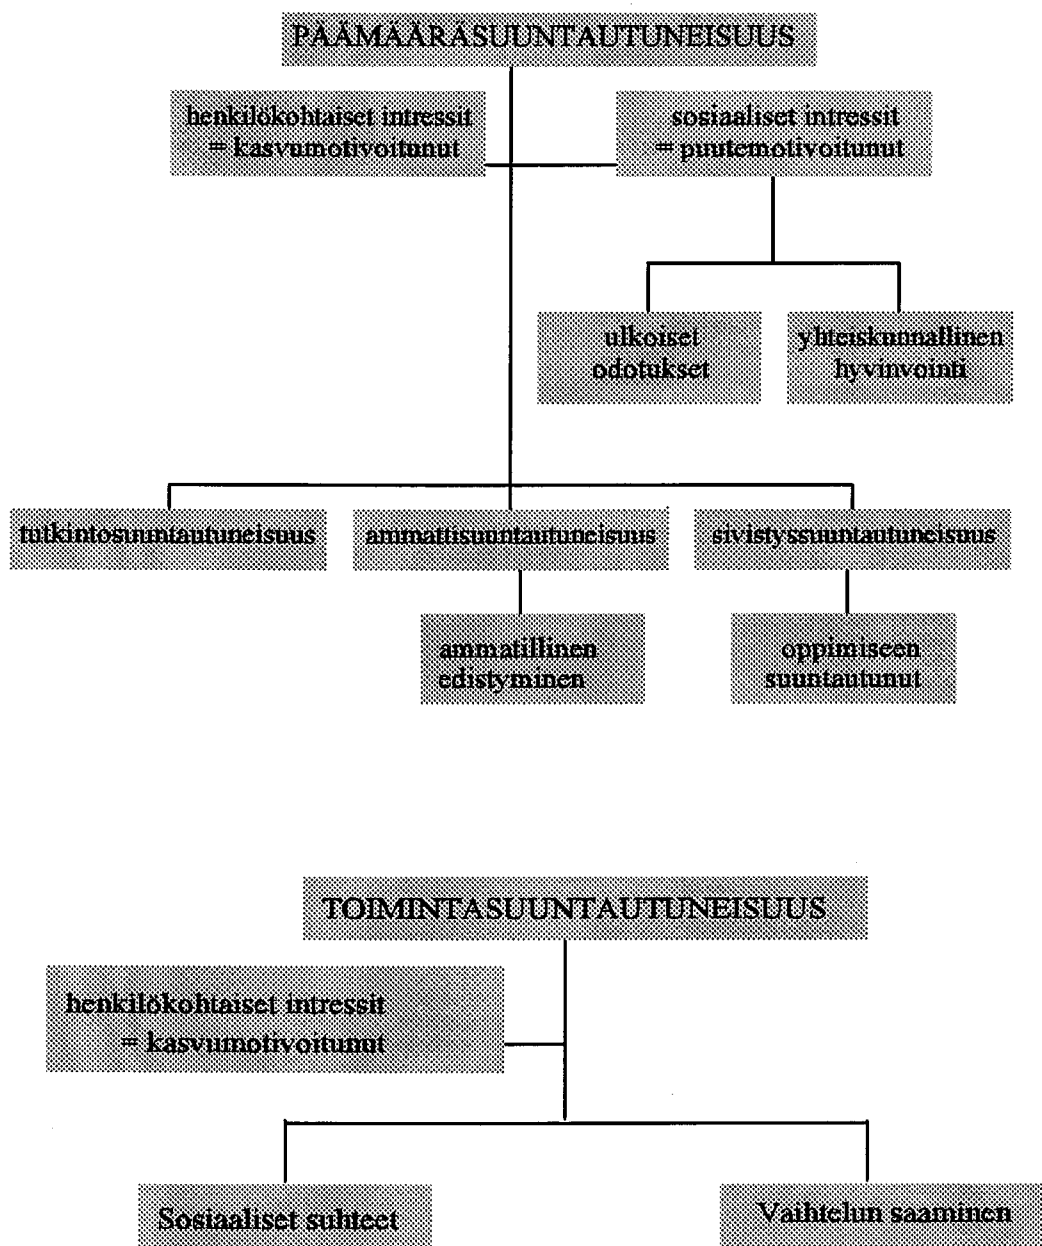 PÄÄMÄÄRÄSUUNTAUTUNEISUUS
henkilökohtaiset intressit
= kasvumotivoitunut
sosiaaliset intressit
= puutemotivoitunut
ulkoiset
odotukset
yhteiskunnallinen
hyvinvointi
tutkintosuuntautuneisuus
ammattisuuntautuneisuus
sivistyssuuntautuneisuus
ammatillinen
edistyminen
oppimiseen
suuntautunut
TOIMINTASUUNTAUTUNEISUUS
henkilökohtaiset intressit
= kasvumotivoitunut
Sosiaaliset suhteet
Vaihtelun saaminen